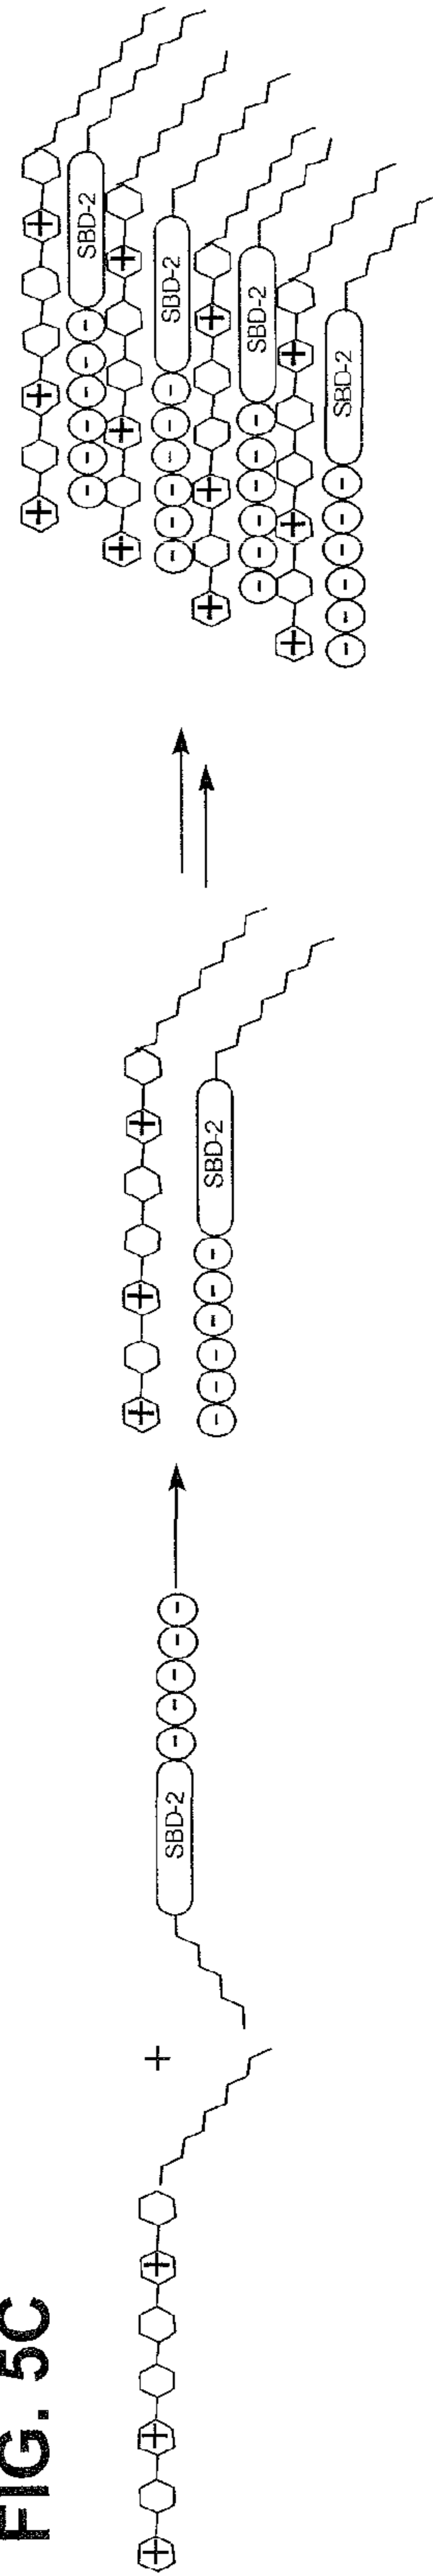 FIG. 5C
+ + +
+
SBD-2 - - - - -
+ + +
- - - - - - SBD-2
+ + +
- - - - - - SBD-2
+ + +
- - - - - - SBD-2
+ + +
- - - - - - SBD-2
+ + +
- - - - - - SBD-2